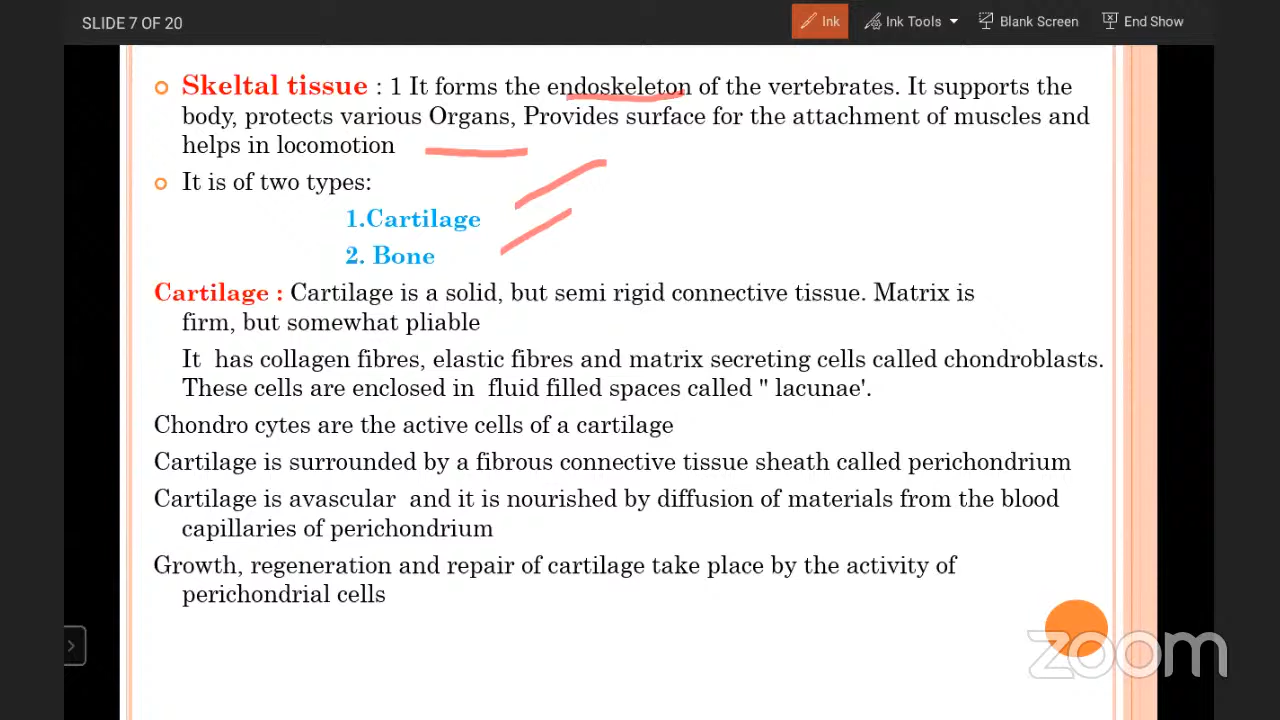 SLIDE 7 OF 20
Ink
Ink Tools
Blank Screen
End Show
Skeltal tissue : 1 It forms the endoskeleton of the vertebrates. It supports the
body, protects various Organs, Provides surface for the attachment of muscles and
helps in locomotion
It is of two types:
1.Cartilage
2. Bone
Cartilage : Cartilage is a solid, but semi rigid connective tissue. Matrix is
firm, but somewhat pliable
It has collagen fibres, elastic fibres and matrix secreting cells called chondroblasts.
These cells are enclosed in fluid filled spaces called " lacunae'.
Chondro cytes are the active cells of a cartilage
Cartilage is surrounded by a fibrous connective tissue sheath called perichondrium
Cartilage is avascular and it is nourished by diffusion of materials from the blood
capillaries of perichondrium
Growth, regeneration and repair of cartilage take place by the activity of
perichondrial cells
zoom